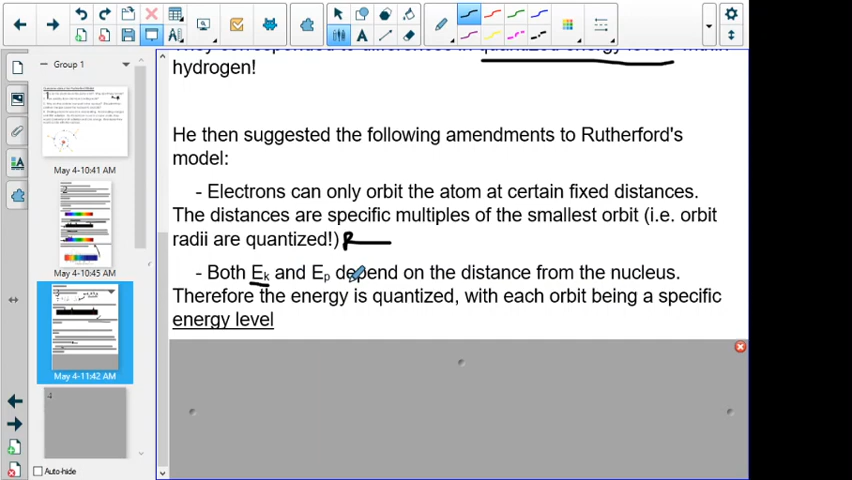 Group 1
hydrogen!
He then suggested the following amendments to Rutherford's
model:
- Electrons can only orbit the atom at certain fixed distances.
The distances are specific multiples of the smallest orbit (i.e. orbit
radii are quantized!) R
- Both Ek and Ep depend on the distance from the nucleus.
Therefore the energy is quantized, with each orbit being a specific
energy level
May 4-10:41 AM
May 4-10:45 AM
May 4-11:42 AM
Auto-hide